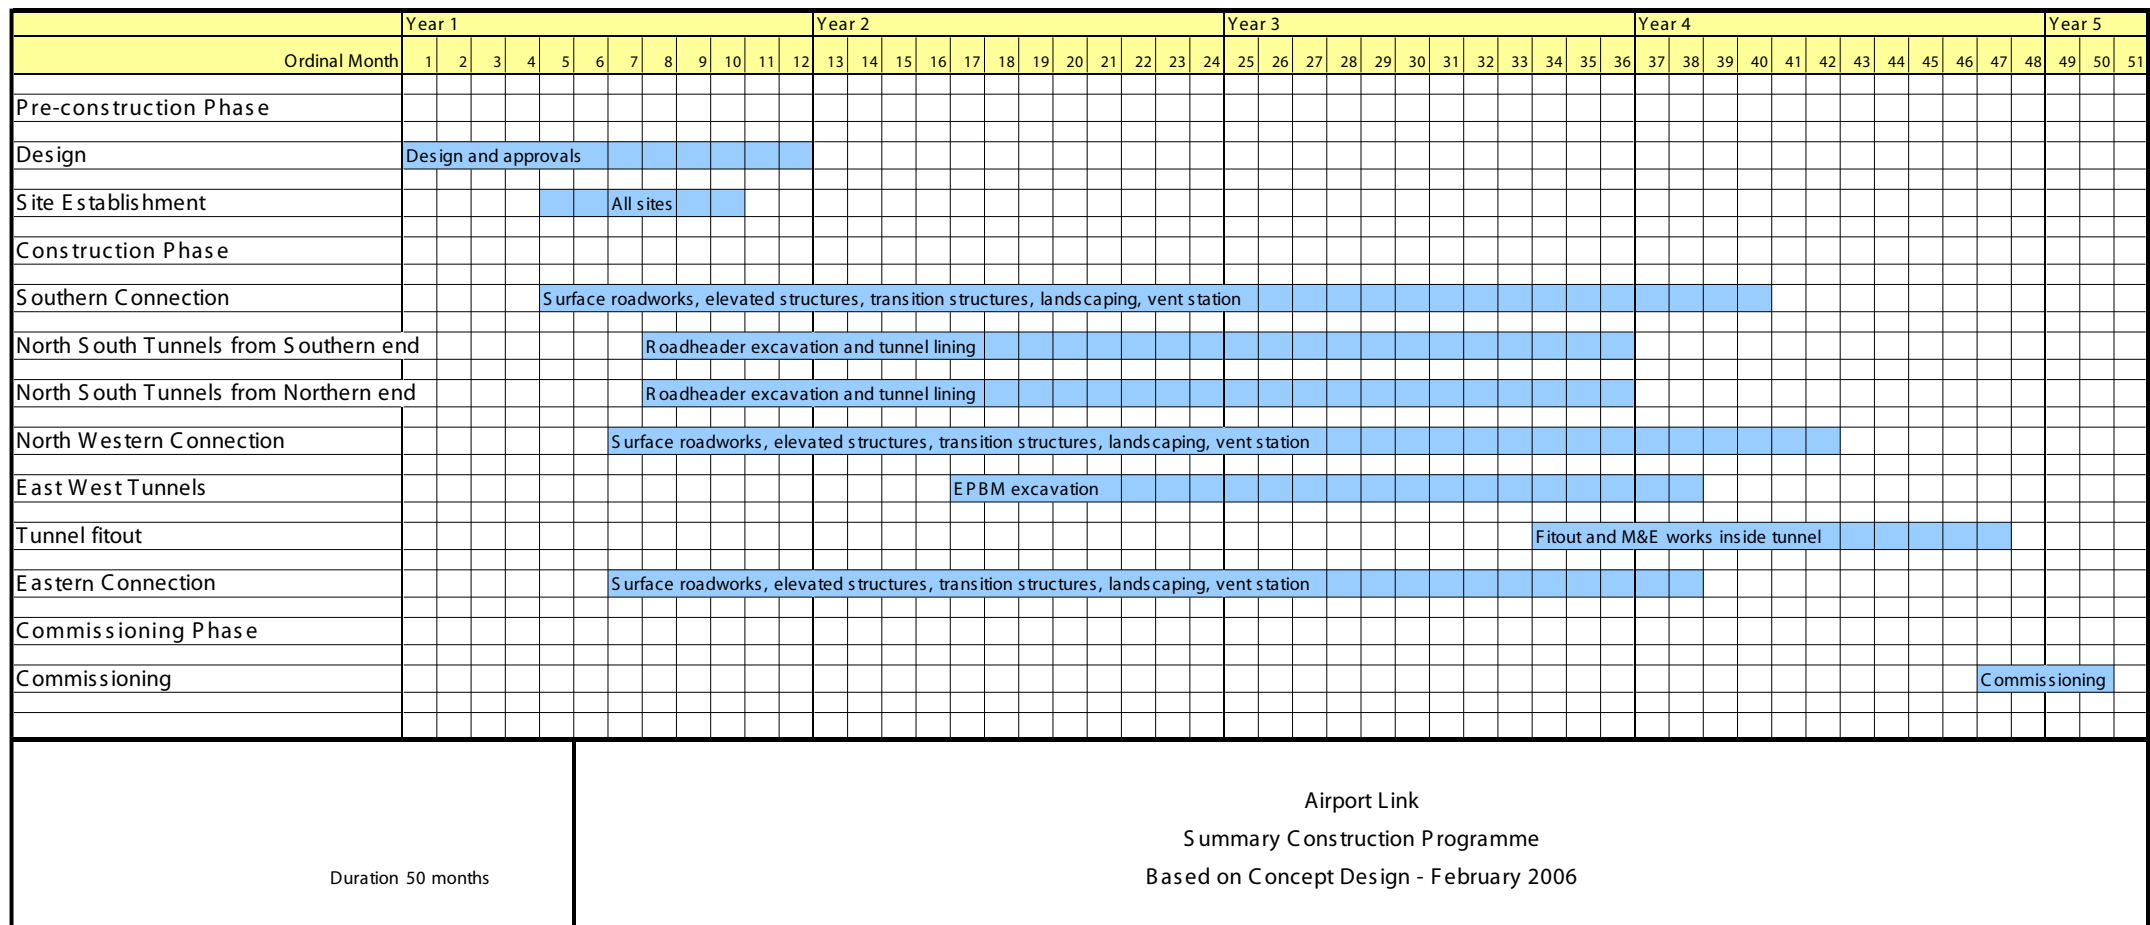 Year 1 Year 2 Year 3 Year 4 Year 5
Ordinal Month 1 2 3 4 5 6 7 8 9 10 11 12 13 14 15 16 17 18 19 20 21 22 23 24 25 26 27 28 29 30 31 32 33 34 35 36 37 38 39 40 41 42 43 44 45 46 47 48 49 50 51
Pre-construction Phase
Design Design and approvals
Site Establishment All sites
Construction Phase
Southern Connection Surface roadworks, elevated structures, transition structures, landscaping, vent station
North South Tunnels from Southern end Roadheader excavation and tunnel lining
North South Tunnels from Northern end Roadheader excavation and tunnel lining
North Western Connection Surface roadworks, elevated structures, transition structures, landscaping, vent station
East West Tunnels EPBM excavation
Tunnel fitout Fitout and M&E works inside tunnel
Eastern Connection Surface roadworks, elevated structures, transition structures, landscaping, vent station
Commissioning Phase
Commissioning Commissioning
Airport Link
Summary Construction Programme
Duration 50 months
Based on Concept Design - February 2006